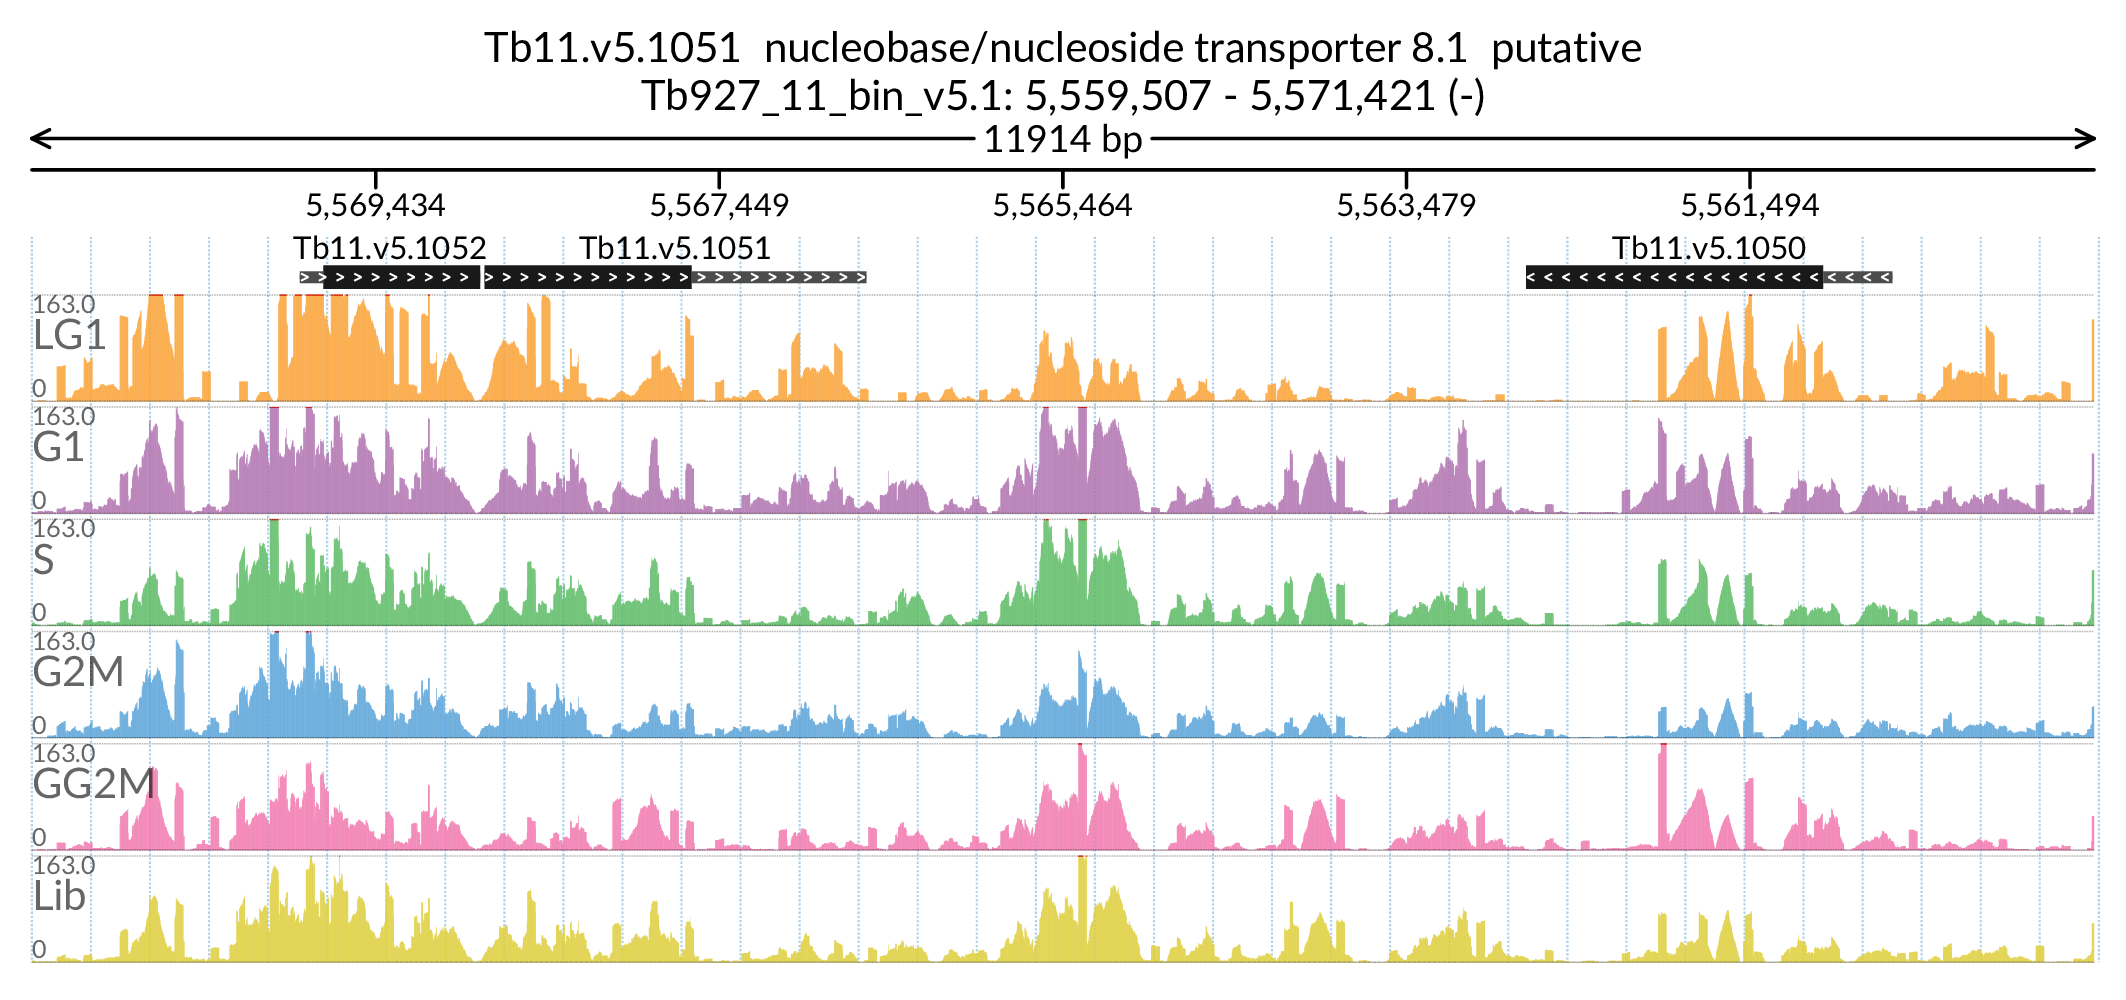 Tb11.v5.1051 nucleobase/nucleoside transporter 8.1 putative
Tb927_11_bin_v5.1: 5,559,507 - 5,571,421 (-)
11914 bp
5,569,434 5,567,449 5,565,464 5,563,479 5,561,494
Tb11.v5.1052 Tb11.v5.1051 Tb11.v5.1050
163.0
LG1
0
163.0
G1
0
163.0
S
0
163.0
G2M
0
163.0
GG2M
0
163.0
Lib
0